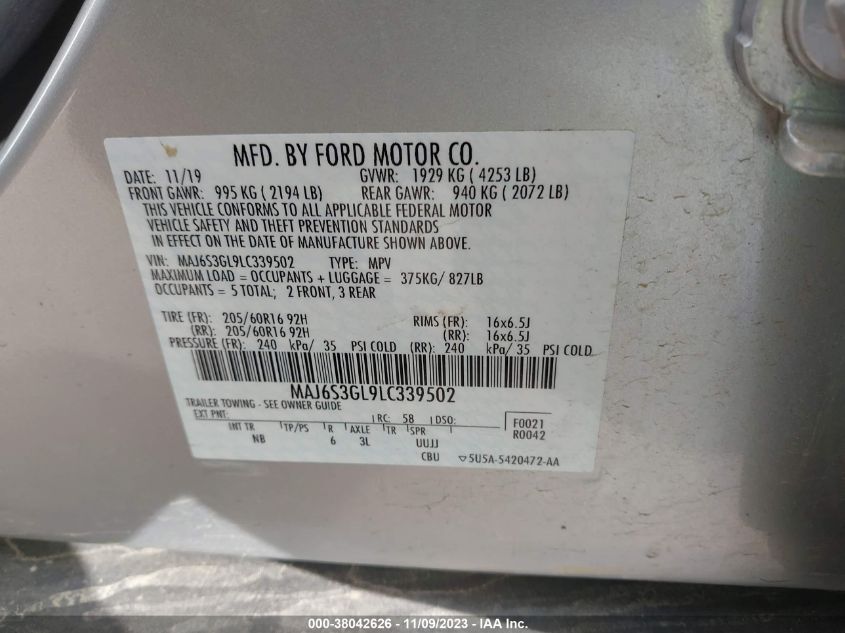 MFD. BY FORD MOTOR CO.
DATE: 11/19 GVWR: 1929 KG ( 4253 LB)
FRONT GAWR: 995 KG ( 2194 LB) REAR GAWR: 940 KG ( 2072 LB)
THIS VEHICLE CONFORMS TO ALL APPLICABLE FEDERAL MOTOR
VEHICLE SAFETY AND THEFT PREVENTION STANDARDS
IN EFFECT ON THE DATE OF MANUFACTURE SHOWN ABOVE.
VIN: MAJ6S3GL9LC339502 TYPE: MPV
MAXIMUM LOAD = OCCUPANTS + LUGGAGE = 375KG/ 827LB
OCCUPANTS = 5 TOTAL; 2 FRONT, 3 REAR
TIRE (FR): 205/60R16 92H RIMS (FR): 16x6.5J
(RR): 205/60R16 92H (RR): 16x6.5J
PRESSURE (FR): 240 kPa/ 35 PSI COLD (RR): 240 kPa/ 35 PSI COLD
MAJ6S3GL9LC339502
TRAILER TOWING - SEE OWNER GUIDE
EXT PNT: RC: 58 DSO: F0021
INT TR TP/PS R AXLE TR SPR R0042
NB 6 3L UUJJ
CBU ▽5U5A-5420472-AA
000-38042626 - 11/09/2023 - IAAI.com